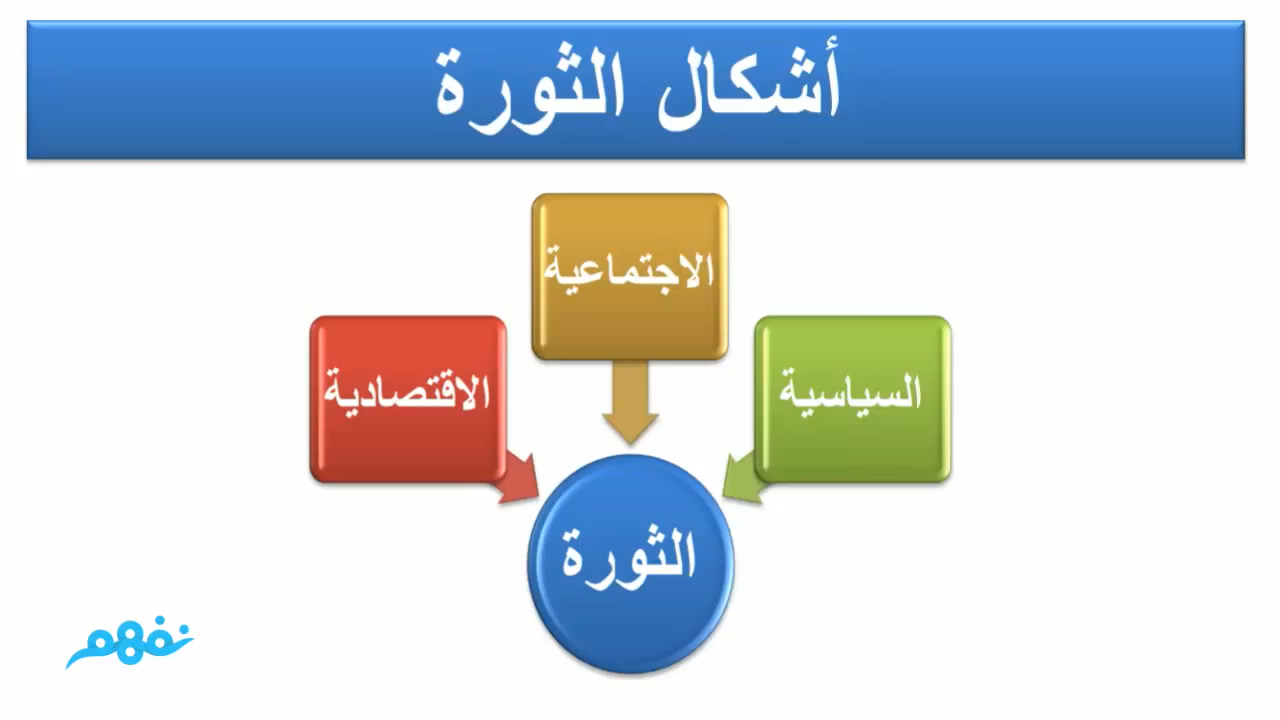 أشكال الثورة
الاجتماعية
السياسية
الاقتصادية
الثورة
نفهم